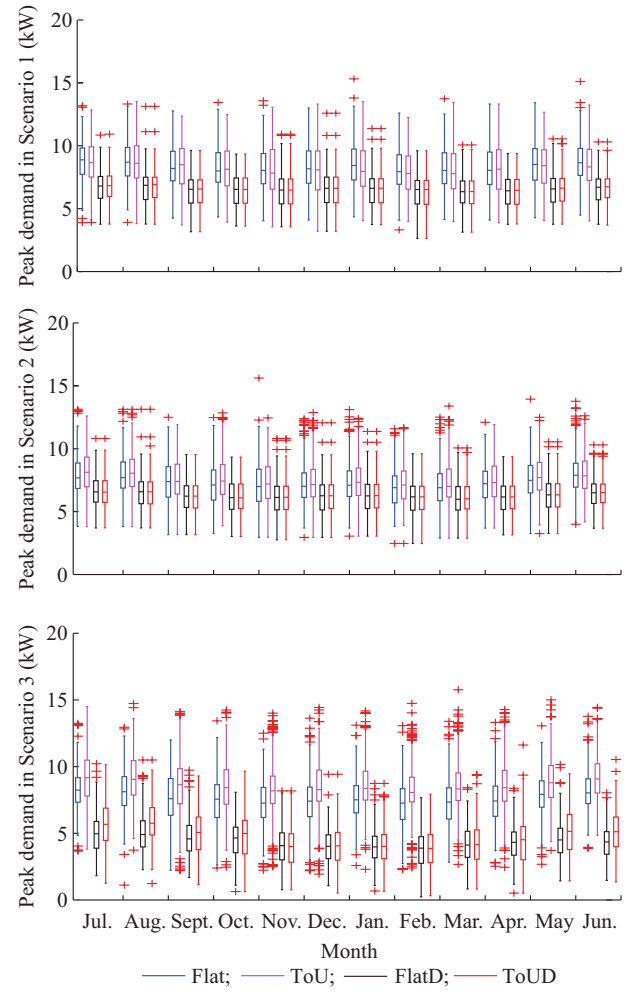 20
15
10
5
0
Peak demand in Scenario 1 (kW)
20
15
10
5
0
Peak demand in Scenario 2 (kW)
20
15
10
5
0
Peak demand in Scenario 3 (kW)
Jul. Aug. Sept. Oct. Nov. Dec. Jan. Feb. Mar. Apr. May Jun.
Month
Flat; ToU; FlatD; ToUD